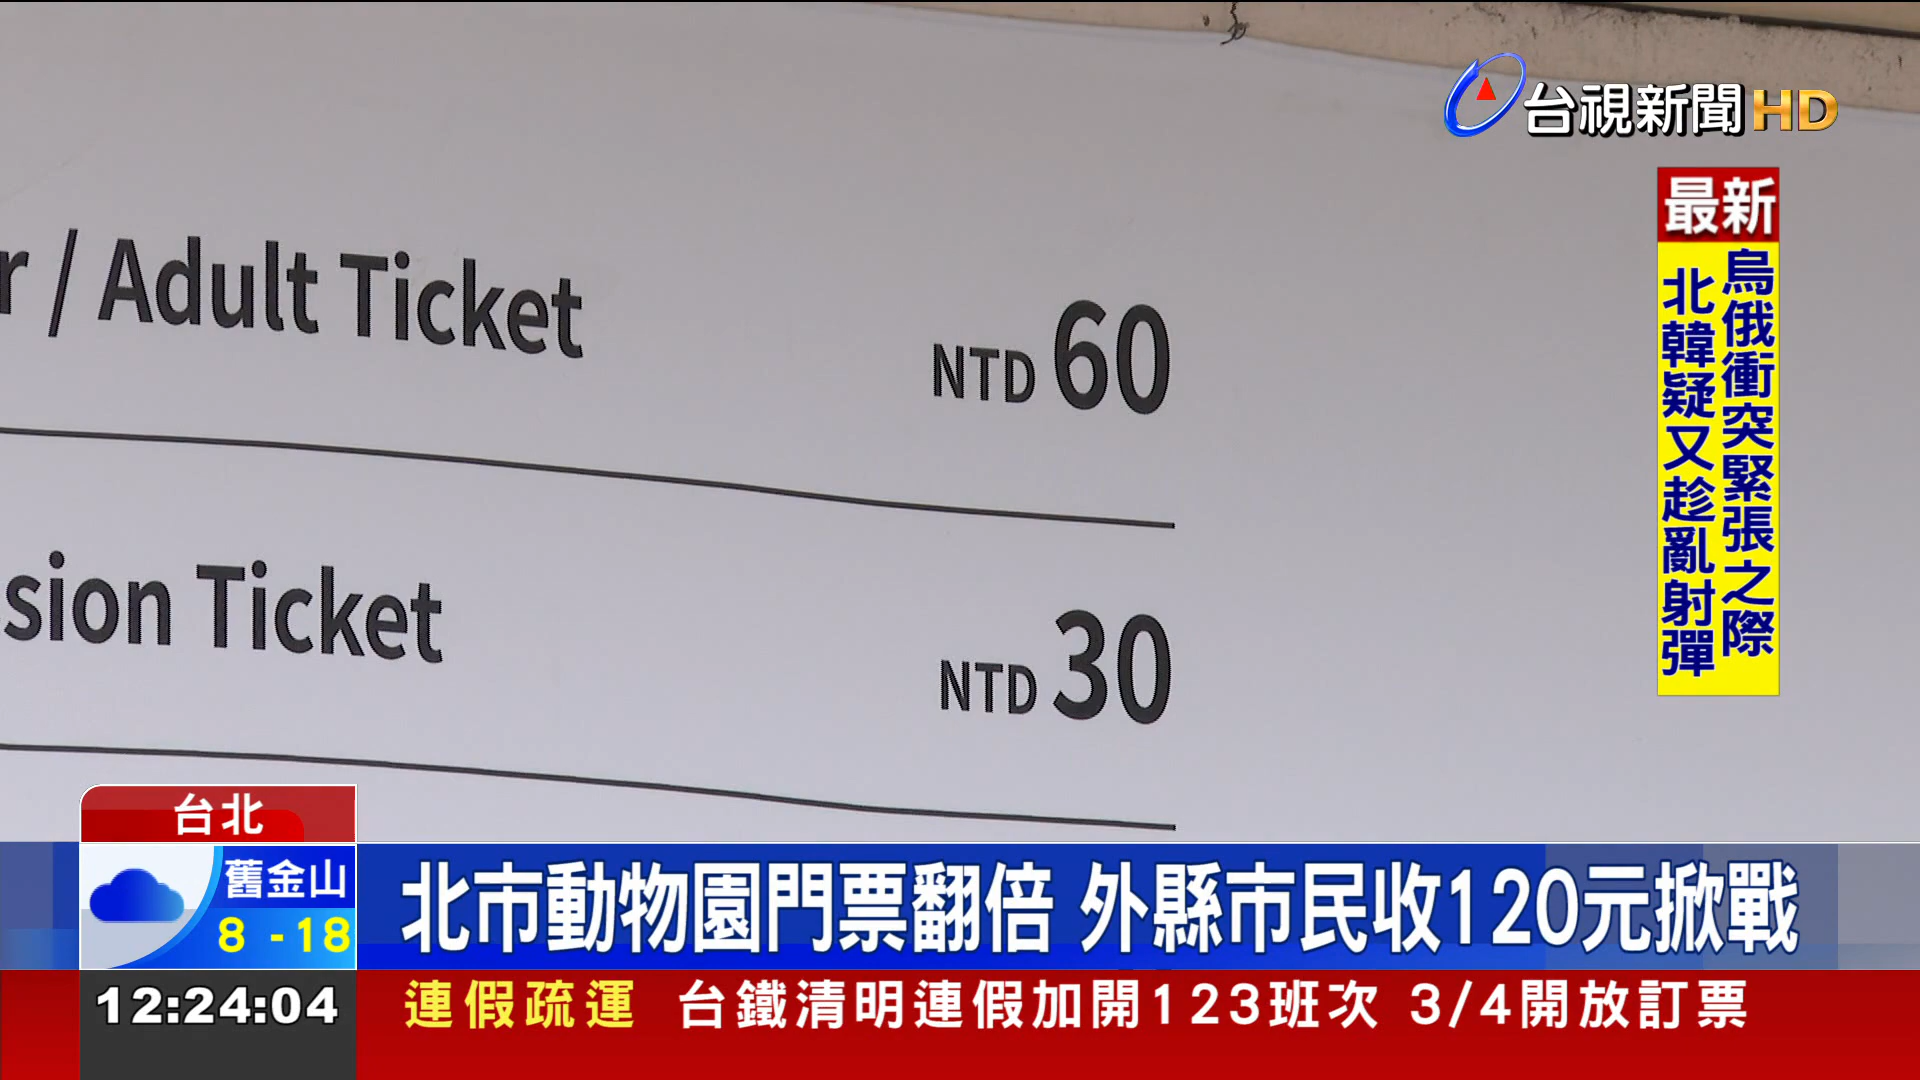 台視新聞HD
最新
烏俄衝突緊張之際
北韓疑又趁亂射彈
r / Adult Ticket
NTD 60
sion Ticket
NTD 30
台北
舊金山
8 - 18
北市動物園門票翻倍 外縣市民收120元掀戰
12:24:04
連假疏運 台鐵清明連假加開123班次 3/4開放訂票